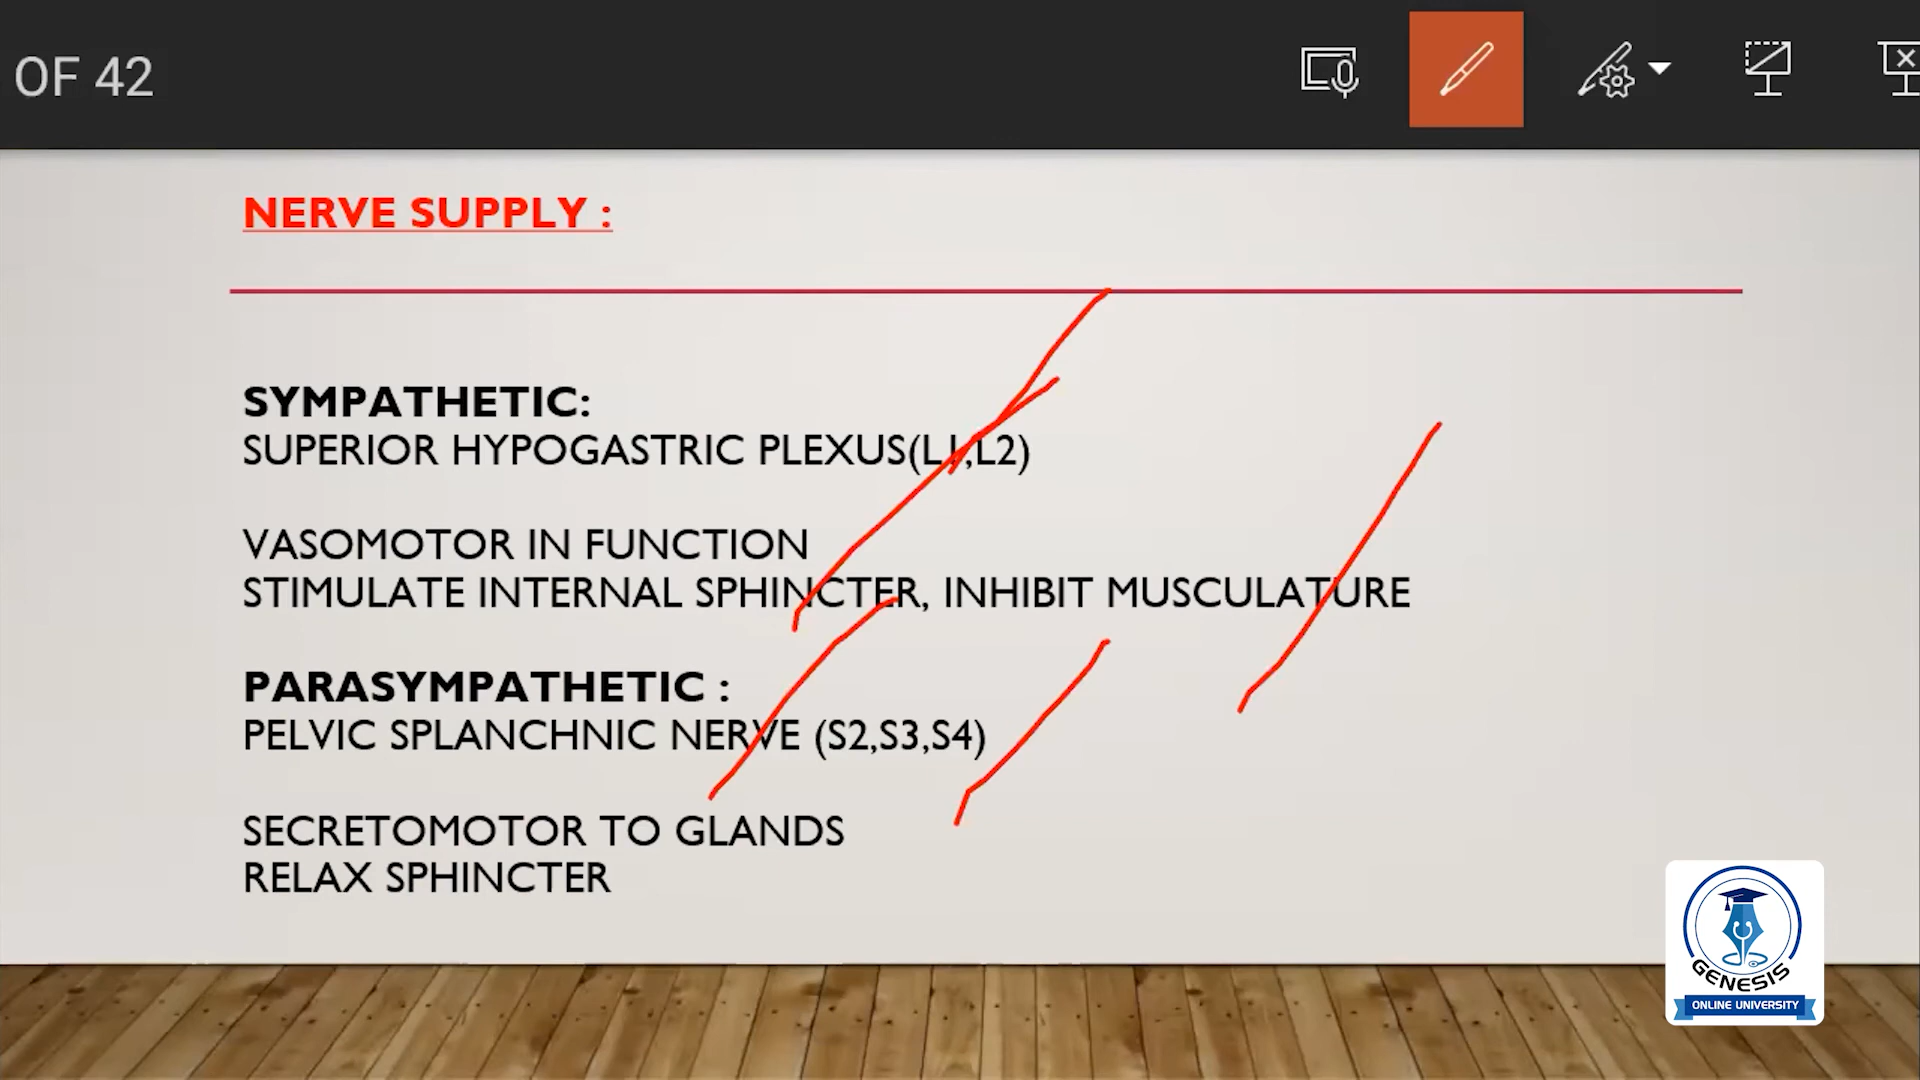 OF 42
NERVE SUPPLY :
SYMPATHETIC:
SUPERIOR HYPOGASTRIC PLEXUS(L1,L2)
VASOMOTOR IN FUNCTION
STIMULATE INTERNAL SPHINCTER, INHIBIT MUSCULATURE
PARASYMPATHETIC :
PELVIC SPLANCHNIC NERVE (S2,S3,S4)
SECRETOMOTOR TO GLANDS
RELAX SPHINCTER
GENESIS
ONLINE UNIVERSITY